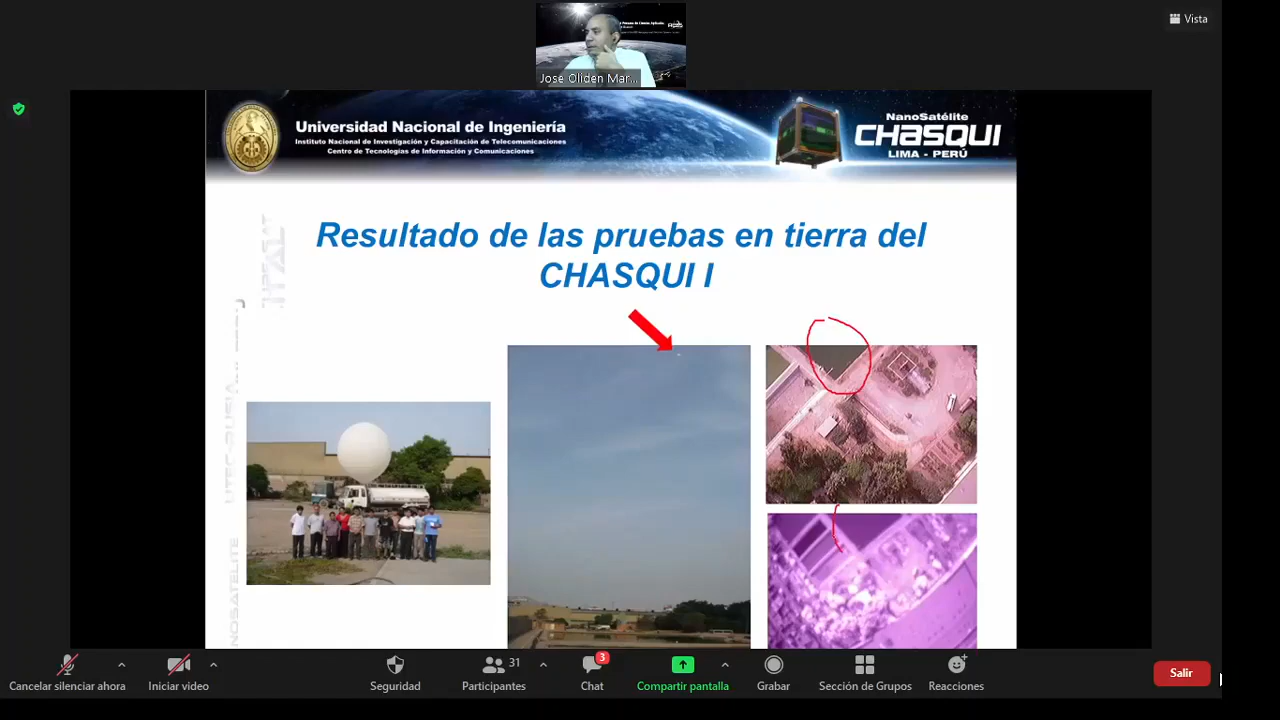 Vista
Jose Oliden Mar...
Universidad Nacional de Ingeniería
Instituto Nacional de Investigación y Capacitación de Telecomunicaciones
Centro de Tecnologías de Información y Comunicaciones
NanoSatélite
CHASQUI
LIMA - PERÚ
Resultado de las pruebas en tierra del
CHASQUI I
Cancelar silenciar ahora
Iniciar video
Seguridad
31
Participantes
3
Chat
Compartir pantalla
Grabar
Sección de Grupos
Reacciones
Salir